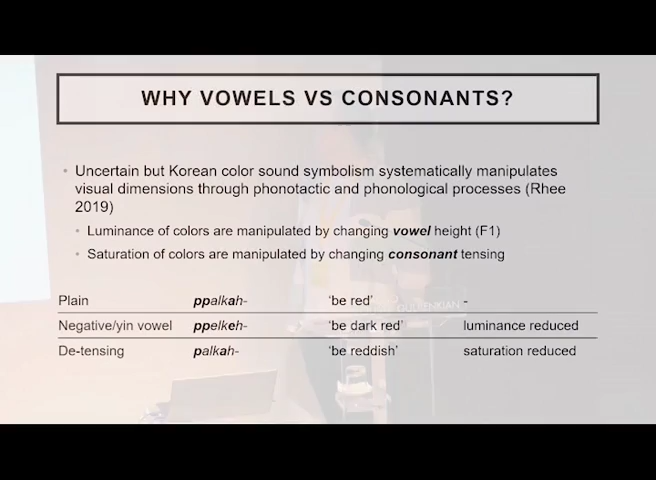 WHY VOWELS VS CONSONANTS?
• Uncertain but Korean color sound symbolism systematically manipulates
visual dimensions through phonotactic and phonological processes (Rhee
2019)
• Luminance of colors are manipulated by changing vowel height (F1)
• Saturation of colors are manipulated by changing consonant tensing
Plain ppalkah- ‘be red’ -
Negative/yin vowel ppelkeh- ‘be dark red’ luminance reduced
De-tensing palkah- ‘be reddish’ saturation reduced